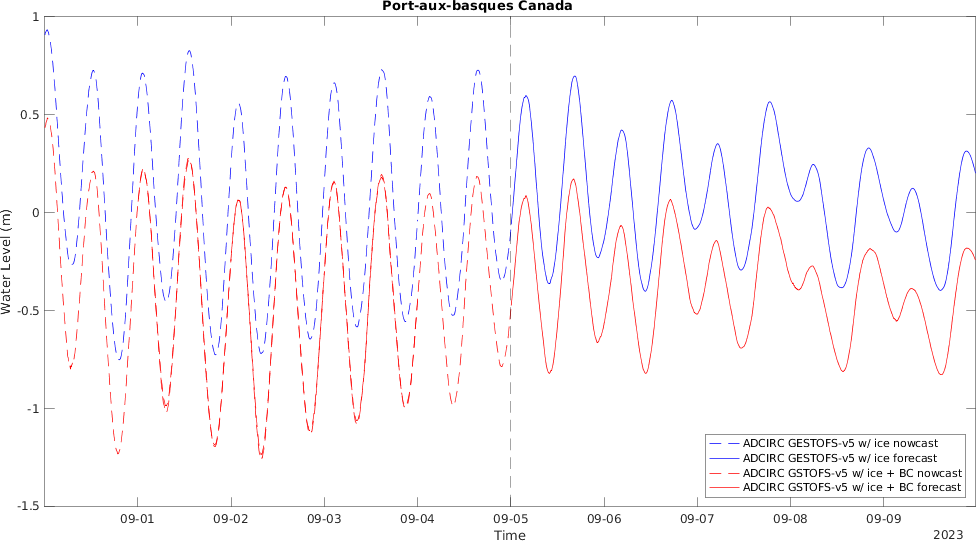 Port-aux-basques Canada
1
0.5
0
-0.5
-1
-1.5
Water Level (m)
ADCIRC GESTOFS-v5 w/ ice nowcast
ADCIRC GESTOFS-v5 w/ ice forecast
ADCIRC GSTOFS-v5 w/ ice + BC nowcast
ADCIRC GSTOFS-v5 w/ ice + BC forecast
09-01 09-02 09-03 09-04 09-05 09-06 09-07 09-08 09-09
Time
2023